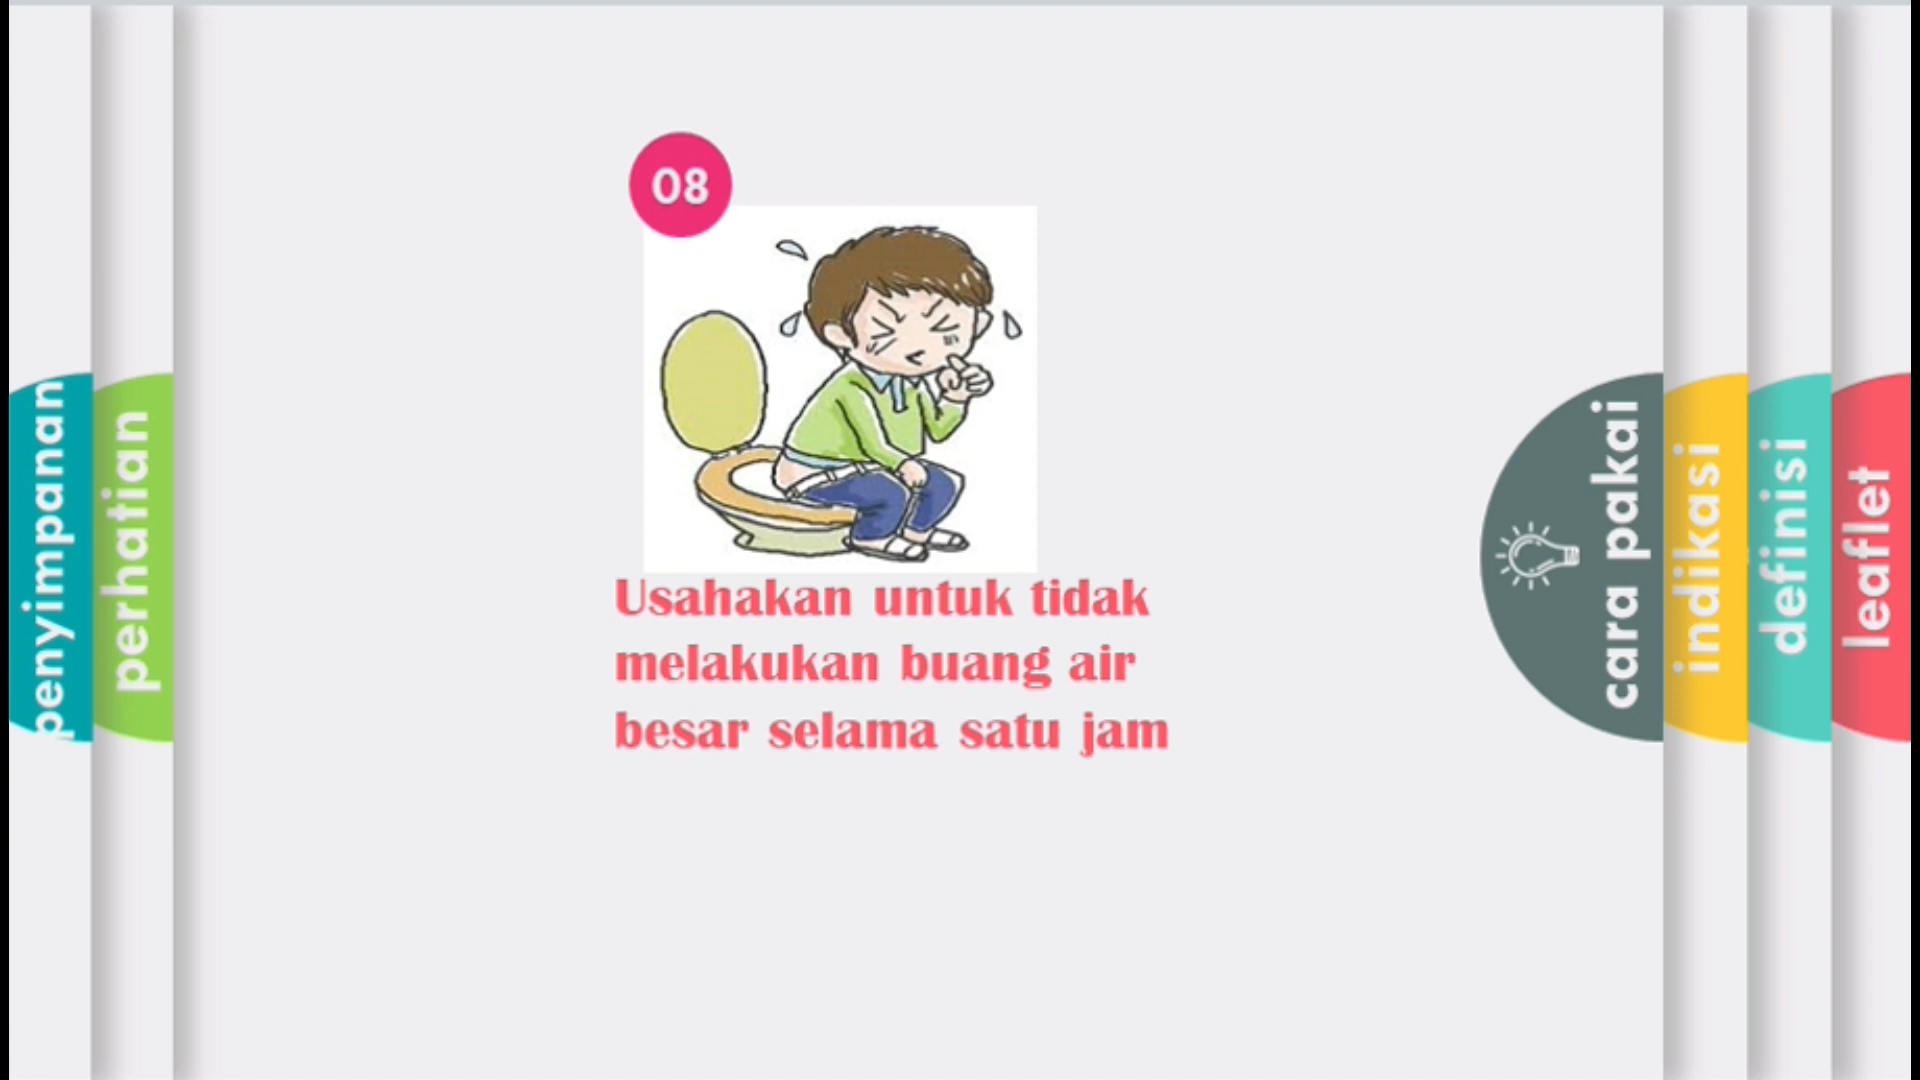 penyimpanan
perhatian
08
Usahakan untuk tidak
melakukan buang air
besar selama satu jam
cara pakai
indikasi
definisi
leaflet